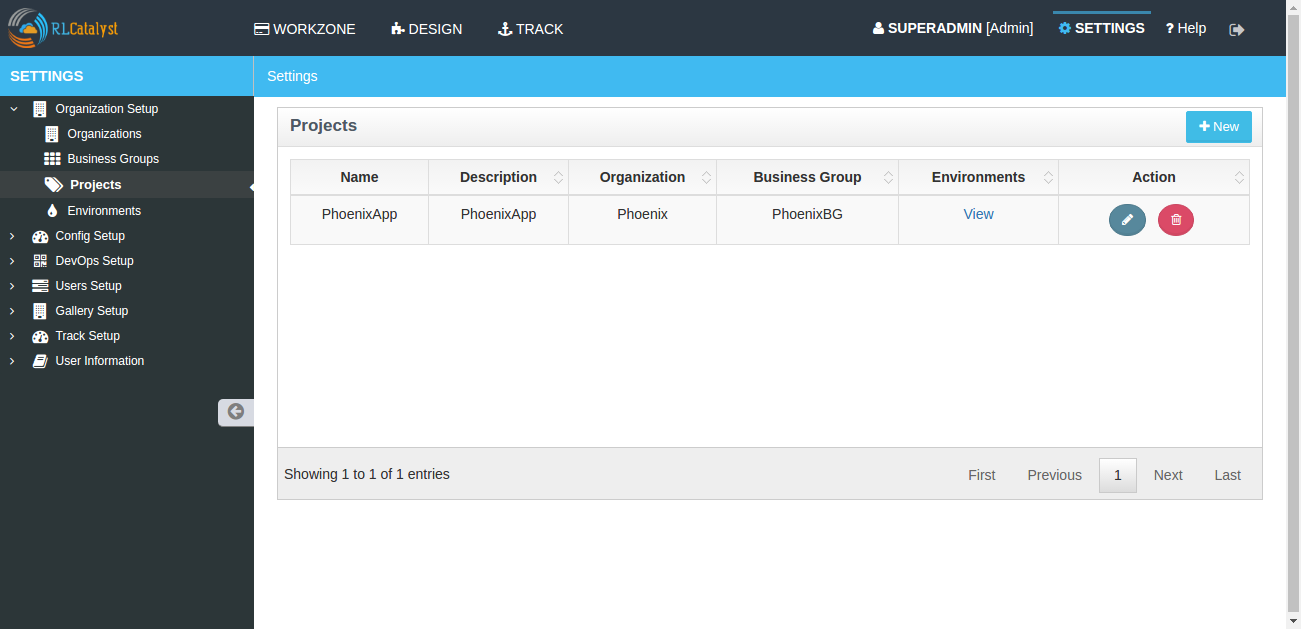 RLCatalyst
WORKZONE DESIGN TRACK SUPERADMIN [Admin] SETTINGS ? Help
SETTINGS
Settings
Organization Setup
Organizations
Business Groups
Projects
Environments
Config Setup
DevOps Setup
Users Setup
Gallery Setup
Track Setup
User Information
Projects
+ New
Name Description Organization Business Group Environments Action
PhoenixApp PhoenixApp Phoenix PhoenixBG View
Showing 1 to 1 of 1 entries
First Previous 1 Next Last